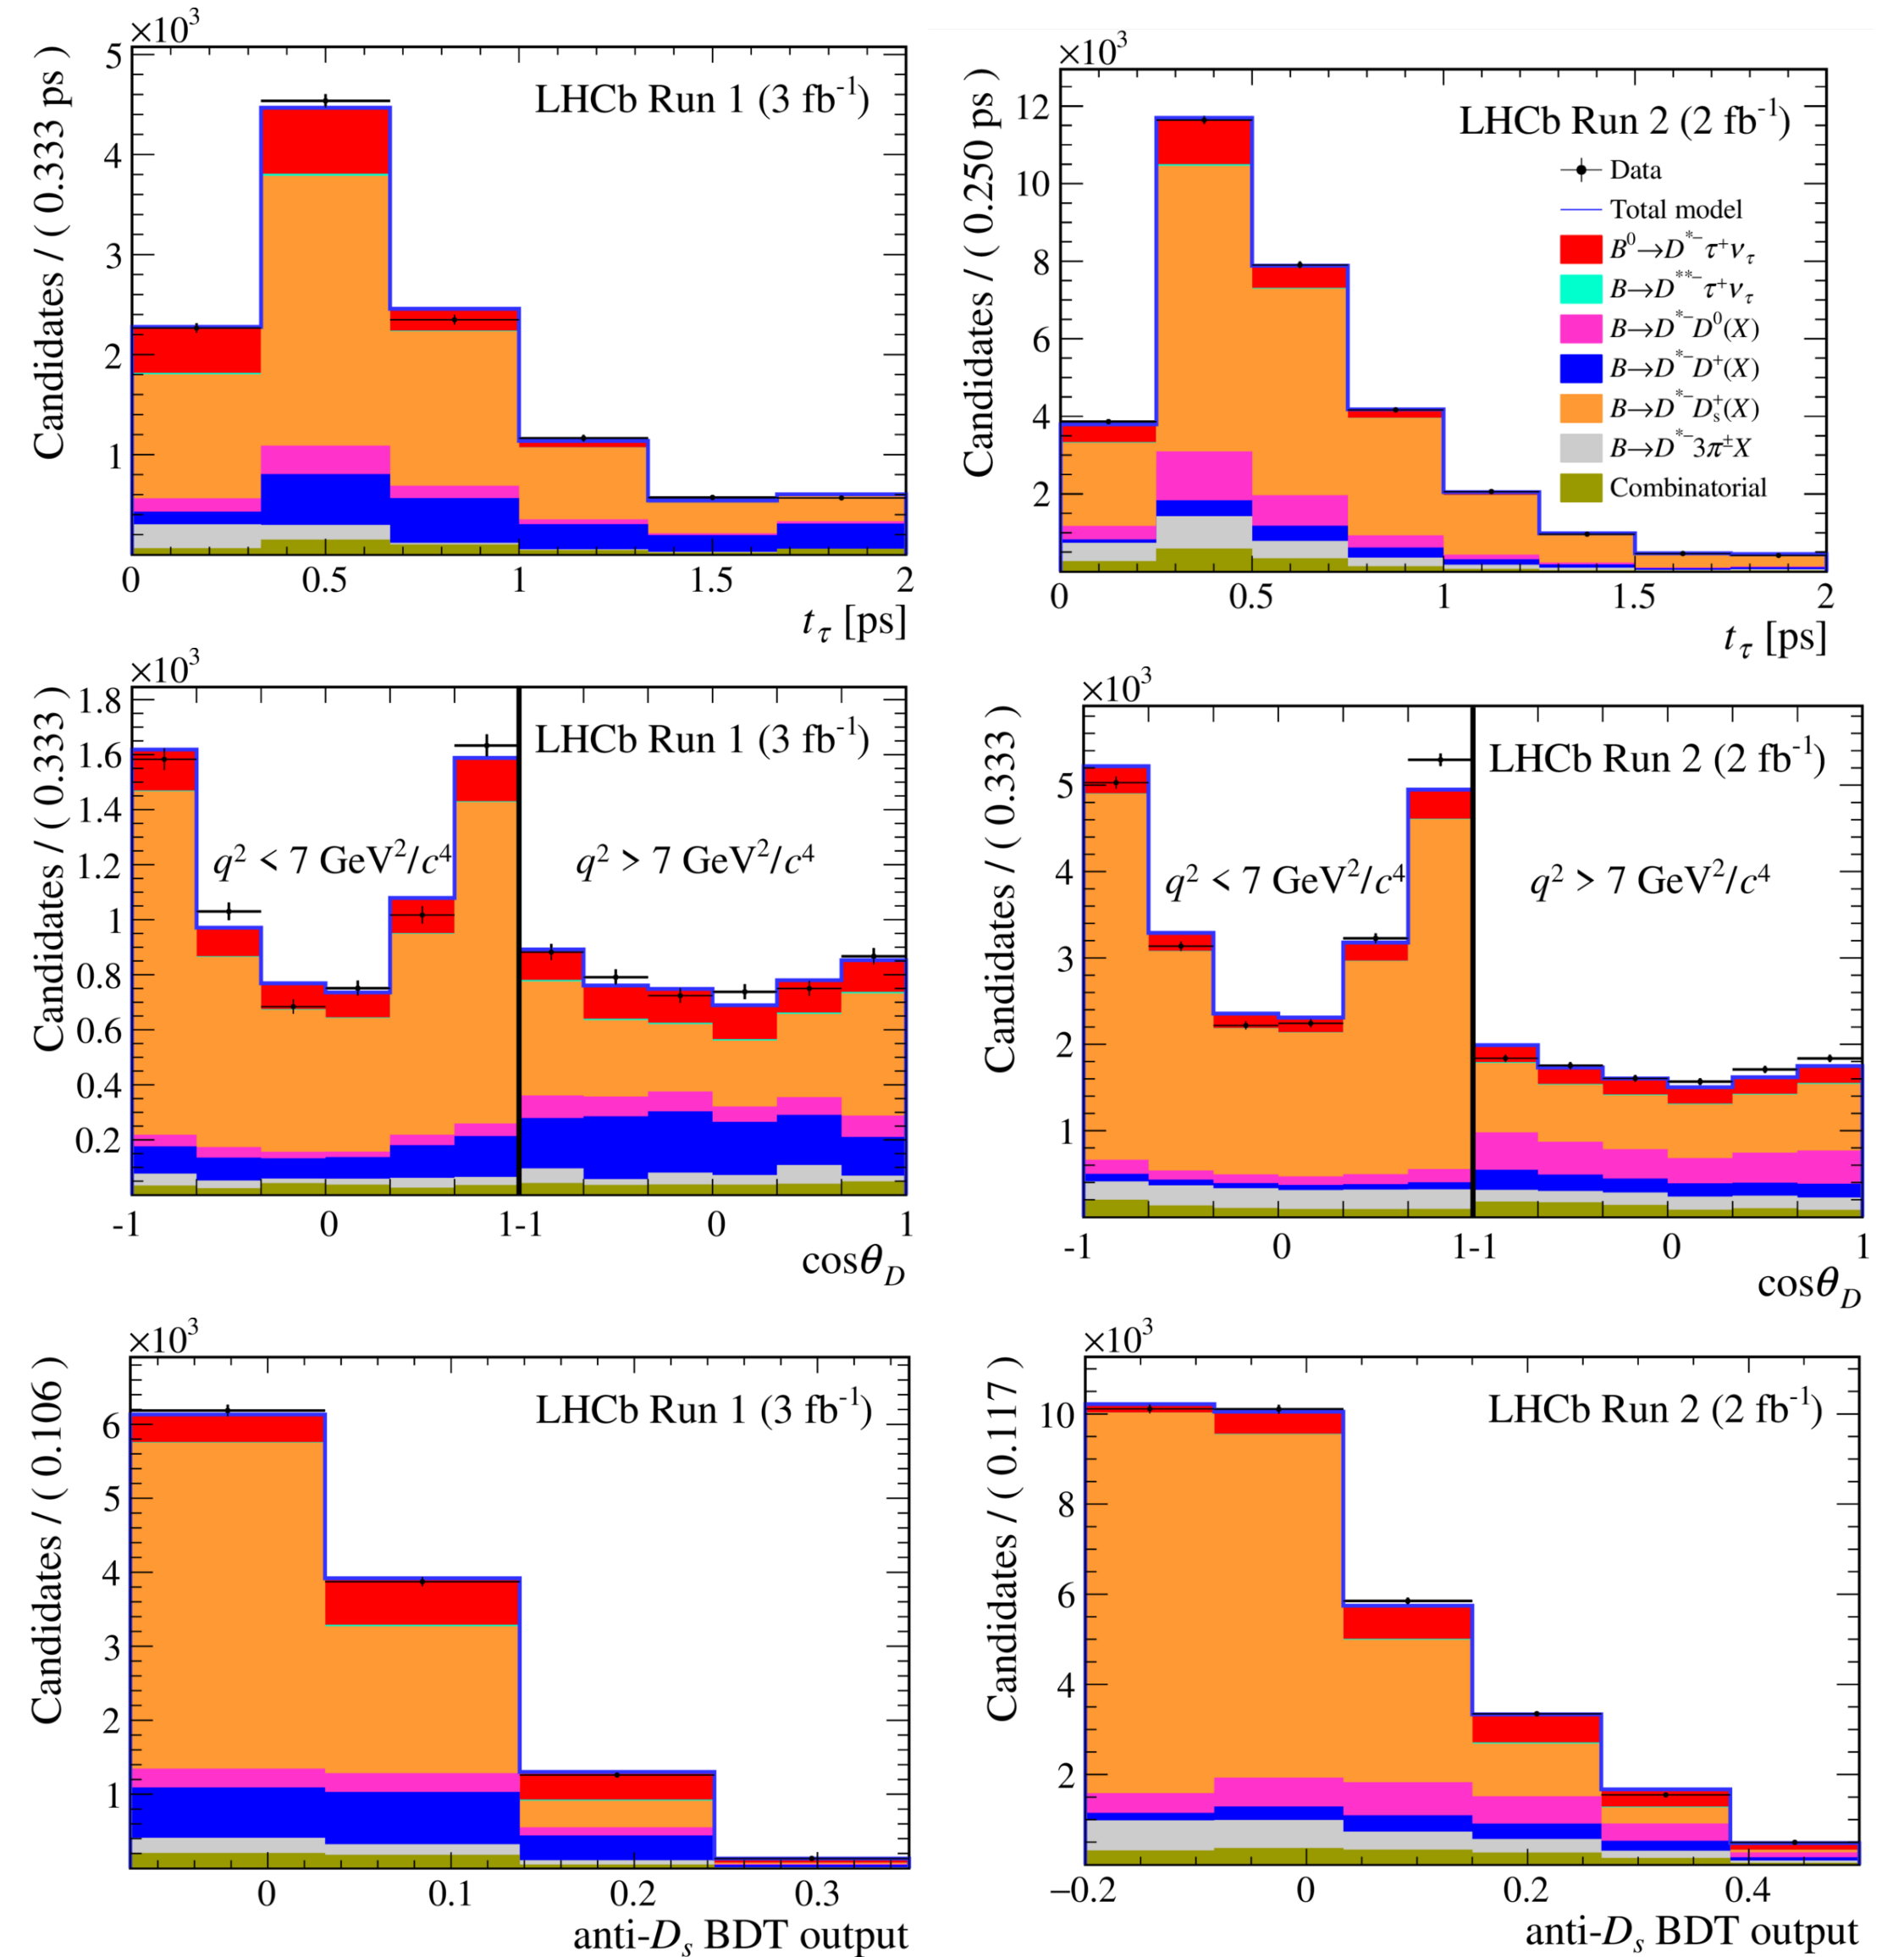 ×10³
Candidates / ( 0.333 ps )
5
4
3
2
1
LHCb Run 1 (3 fb⁻¹)
0 0.5 1 1.5 2
t_τ [ps]
×10³
Candidates / ( 0.250 ps )
12
10
8
6
4
2
LHCb Run 2 (2 fb⁻¹)
Data
Total model
B⁰→D*⁻τ⁺ν_τ
B→D**⁻τ⁺ν_τ
B→D*⁻D⁰(X)
B→D*⁻D⁺(X)
B→D*⁻D_s⁺(X)
B→D*⁻3π±X
Combinatorial
0 0.5 1 1.5 2
t_τ [ps]
×10³
Candidates / ( 0.333 )
1.8
1.6
1.4
1.2
1
0.8
0.6
0.4
0.2
LHCb Run 1 (3 fb⁻¹)
q² < 7 GeV²/c⁴ q² > 7 GeV²/c⁴
-1 0 1-1 0 1
cosθ_D
×10³
Candidates / ( 0.333 )
5
4
3
2
1
LHCb Run 2 (2 fb⁻¹)
q² < 7 GeV²/c⁴ q² > 7 GeV²/c⁴
-1 0 1-1 0 1
cosθ_D
×10³
Candidates / ( 0.106 )
6
5
4
3
2
1
LHCb Run 1 (3 fb⁻¹)
0 0.1 0.2 0.3
anti-D_s BDT output
×10³
Candidates / ( 0.1117 )
10
8
6
4
2
LHCb Run 2 (2 fb⁻¹)
−0.2 0 0.2 0.4
anti-D_s BDT output